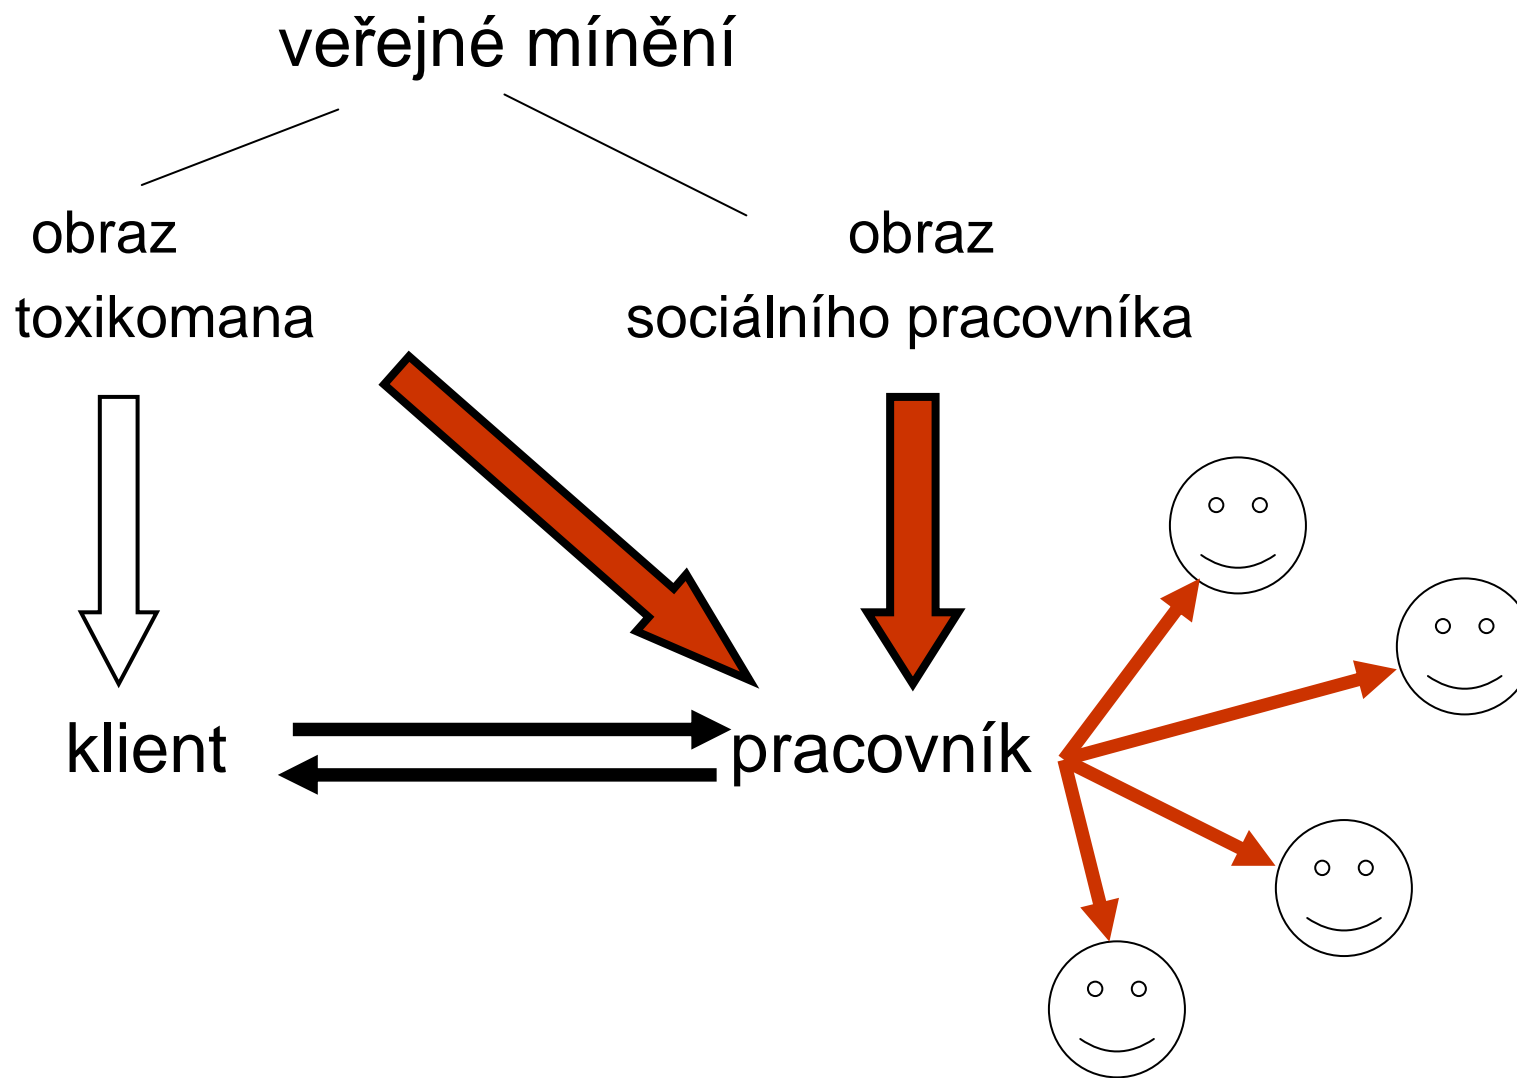 veřejné mínění
obraz
toxikomana
obraz
sociálního pracovníka
klient
pracovník